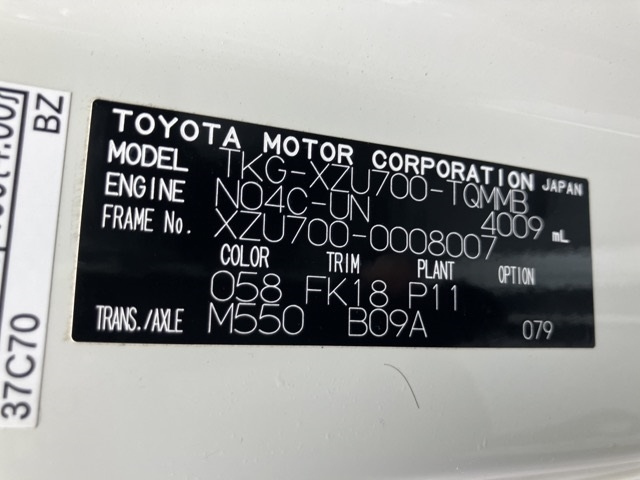 TOYOTA MOTOR CORPORATION JAPAN
MODEL TKG-XZU700-TQMMB
ENGINE N04C-UN 4009 mL
FRAME No. XZU700-0008007
COLOR TRIM PLANT OPTION
058 FK18 P11
TRANS./AXLE M550 B09A 079
BZ
37C70